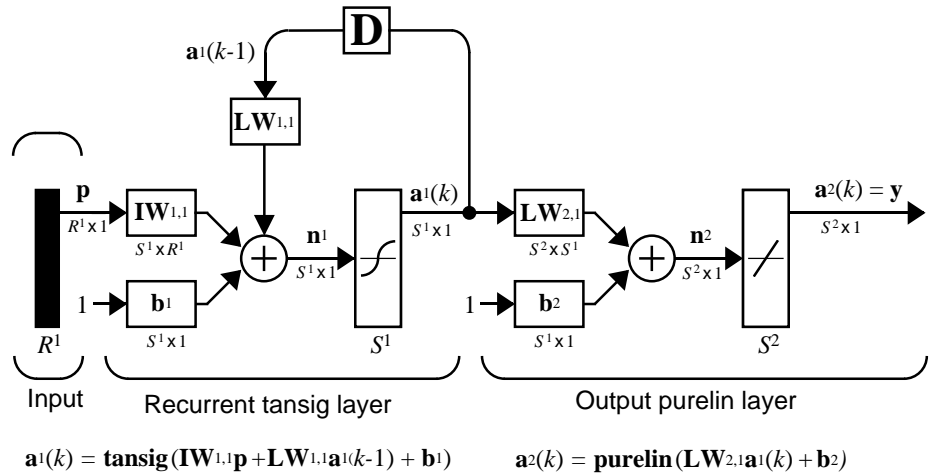 D
a¹(k-1)
LW1,1
p
IW1,1
R¹ x 1
S¹ x R¹
1
b¹
S¹ x 1
R¹
n¹
S¹ x 1
S¹
a¹(k)
S¹ x 1
LW2,1
S² x S¹
1
b²
S¹ x 1
n²
S² x 1
S²
a²(k) = y
S² x 1
Input
Recurrent tansig layer
Output purelin layer
a¹(k) = tansig (IW1,1p +LW1,1a¹(k-1) + b¹)
a²(k) = purelin (LW2,1a¹(k) + b²)